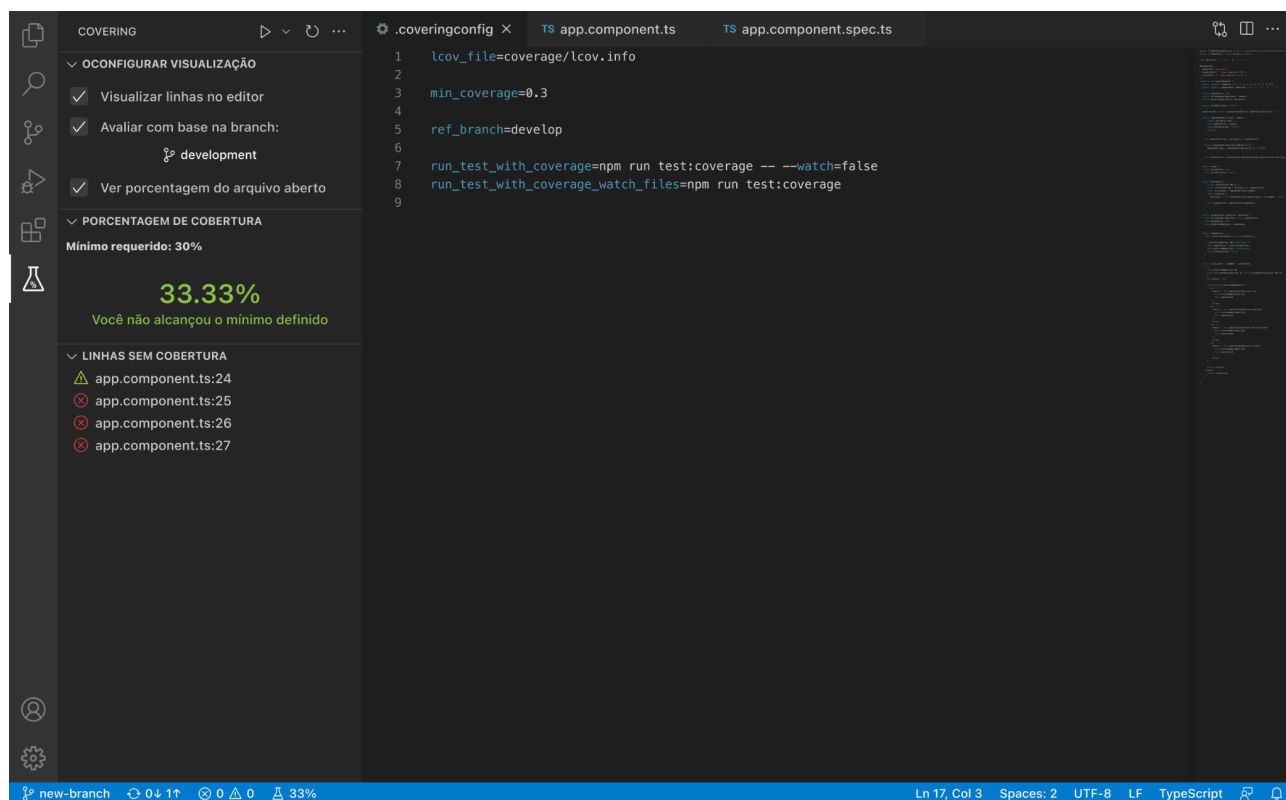 COVERING
OCONFIGURAR VISUALIZAÇÃO
Visualizar linhas no editor
Avaliar com base na branch:
development
Ver porcentagem do arquivo aberto
PORCENTAGEM DE COBERTURA
Mínimo requerido: 30%
33.33%
Você não alcançou o mínimo definido
LINHAS SEM COBERTURA
app.component.ts:24
app.component.ts:25
app.component.ts:26
app.component.ts:27
.coveringconfig
TS app.component.ts
TS app.component.spec.ts
1 lcov_file=coverage/lcov.info
2
3 min_coverage=0.3
4
5 ref_branch=develop
6
7 run_test_with_coverage=npm run test:coverage -- --watch=false
8 run_test_with_coverage_watch_files=npm run test:coverage
9
new-branch 0↓ 1↑ 0 0 33%
Ln 17, Col 3 Spaces: 2 UTF-8 LF TypeScript